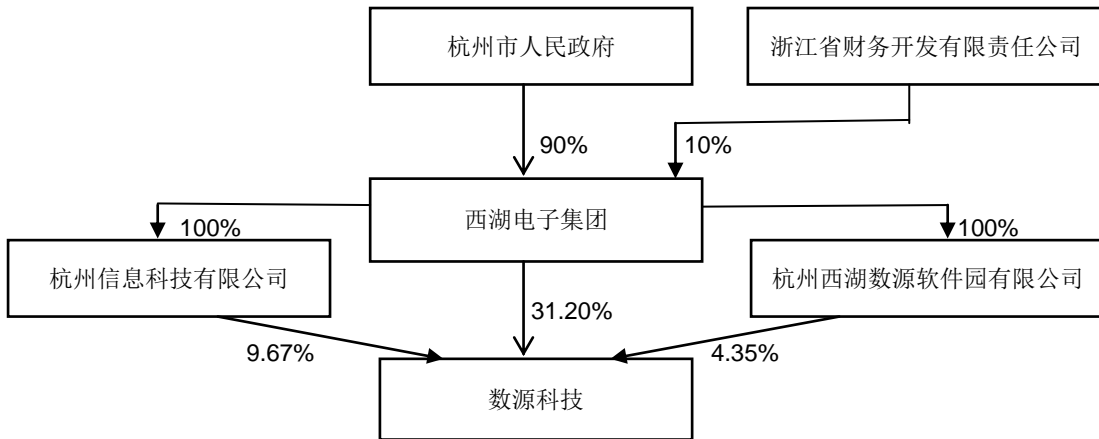 杭州市人民政府
浙江省财务开发有限责任公司
90%
10%
西湖电子集团
100%
100%
杭州信息科技有限公司
杭州西湖数源软件园有限公司
31.20%
9.67%
4.35%
数源科技